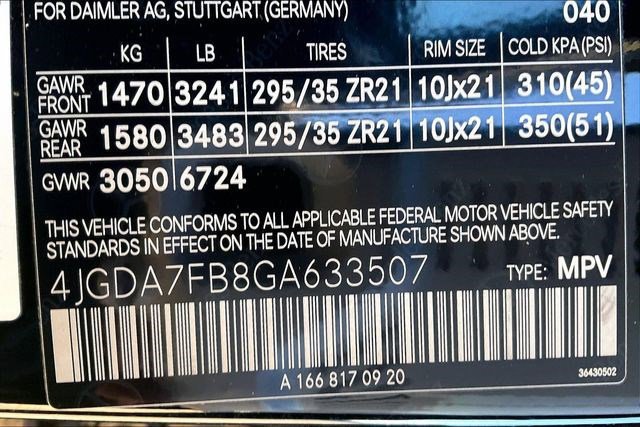 FOR DAIMLER AG, STUTTGART (GERMANY) 040
KG LB TIRES RIM SIZE COLD KPA (PSI)
GAWR FRONT 1470 3241 295/35 ZR21 10Jx21 310(45)
GAWR REAR 1580 3483 295/35 ZR21 10Jx21 350(51)
GVWR 3050 6724
THIS VEHICLE CONFORMS TO ALL APPLICABLE FEDERAL MOTOR VEHICLE SAFETY
STANDARDS IN EFFECT ON THE DATE OF MANUFACTURE SHOWN ABOVE.
4JGDA7FB8GA633507 TYPE: MPV
A 166 817 09 20 36430502